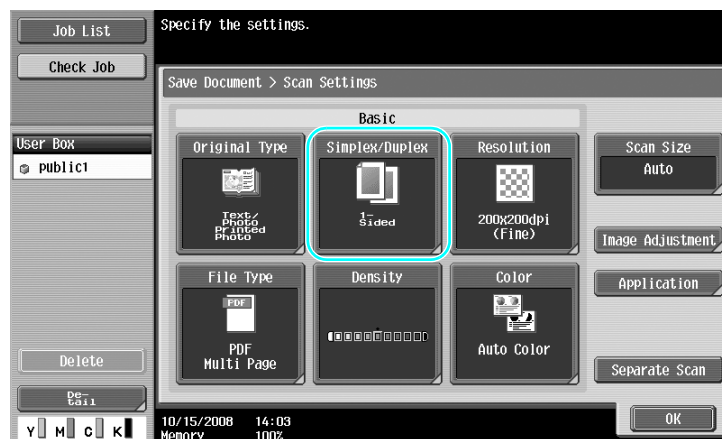 Job List
Check Job
Specify the settings.
Save Document > Scan Settings
User Box
public1
Basic
Original Type
Text/
Photo
Printed
Photo
Simplex/Duplex
1-
Sided
Resolution
200x200dpi
(Fine)
Scan Size
Auto
Image Adjustment
File Type
PDF
PDF
Multi Page
Density
Color
Auto Color
Application
Separate Scan
Delete
De-
tail
Y M C K
10/15/2008 14:03
Memory 100%
OK